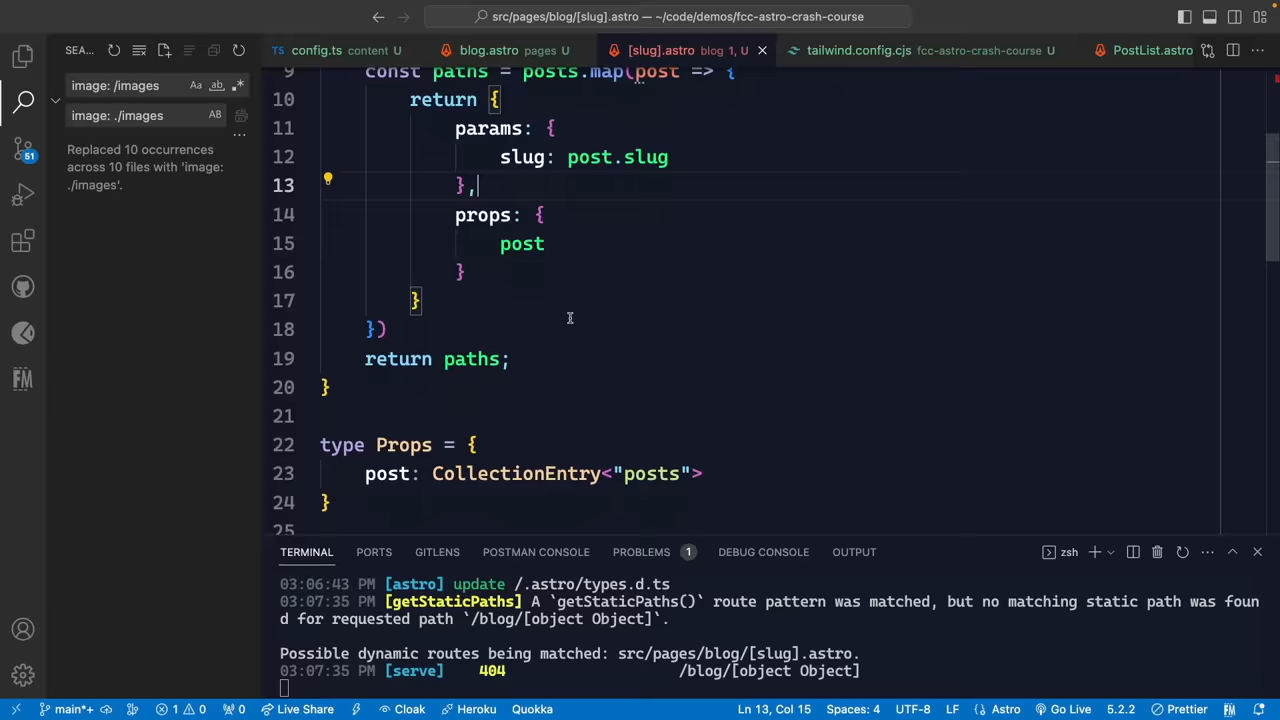 src/pages/blog/[slug].astro — ~/code/demos/fcc-astro-crash-course
SEA...
TS config.ts content U
blog.astro pages U
[slug].astro blog 1, U
tailwind.config.cjs fcc-astro-crash-course U
PostList.astro
image: /images
Aa ab .*
image: ./images
AB
Replaced 10 occurrences
across 10 files with 'image:
./images'.
51
FM
9 const paths = posts.map(post => {
10 return {
11 params: {
12 slug: post.slug
13 },
14 props: {
15 post
16 }
17 }
18 })
19 return paths;
20 }
21
22 type Props = {
23 post: CollectionEntry<"posts">
24 }
25
TERMINAL PORTS GITLENS POSTMAN CONSOLE PROBLEMS 1 DEBUG CONSOLE OUTPUT
zsh
03:06:43 PM [astro] update /.astro/types.d.ts
03:07:35 PM [getStaticPaths] A `getStaticPaths()` route pattern was matched, but no matching static path was foun
d for requested path `/blog/[object Object]`.
Possible dynamic routes being matched: src/pages/blog/[slug].astro.
03:07:35 PM [serve] 404 /blog/[object Object]
main*+ 1 0 0 Live Share Cloak Heroku Quokka Ln 13, Col 15 Spaces: 4 UTF-8 LF {} Astro Go Live 5.2.2 Prettier FM